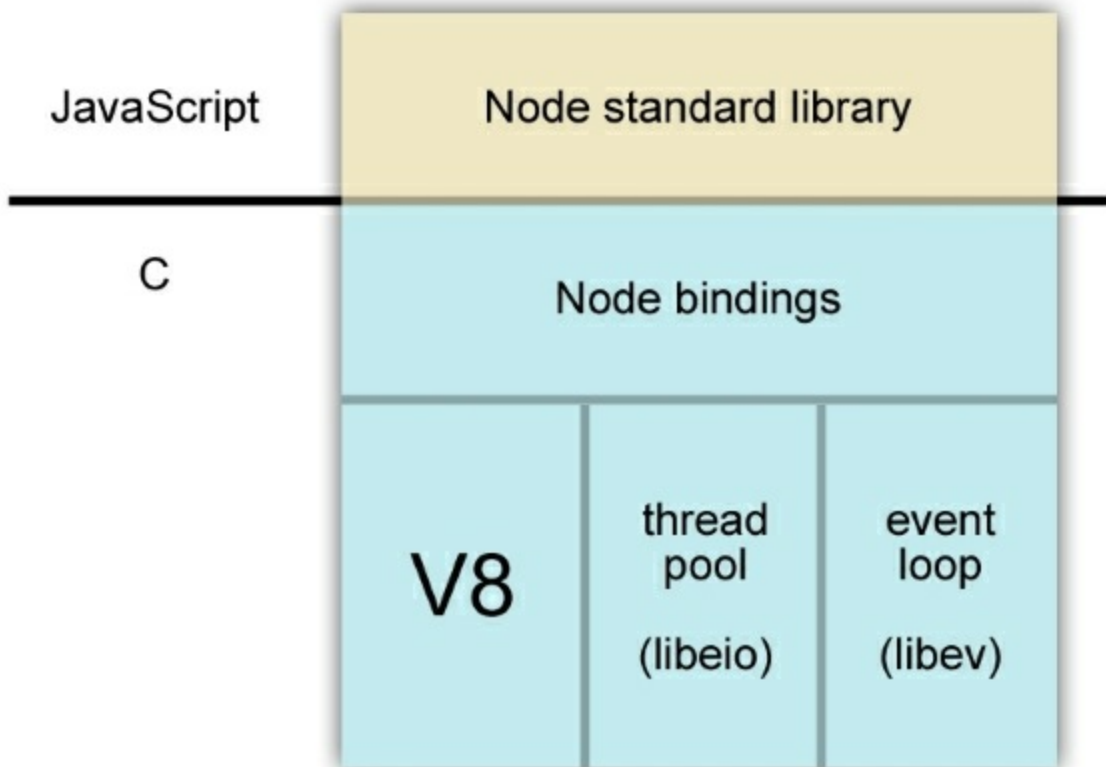 JavaScript
Node standard library
C
Node bindings
V8
thread
pool
(libeio)
event
loop
(libev)